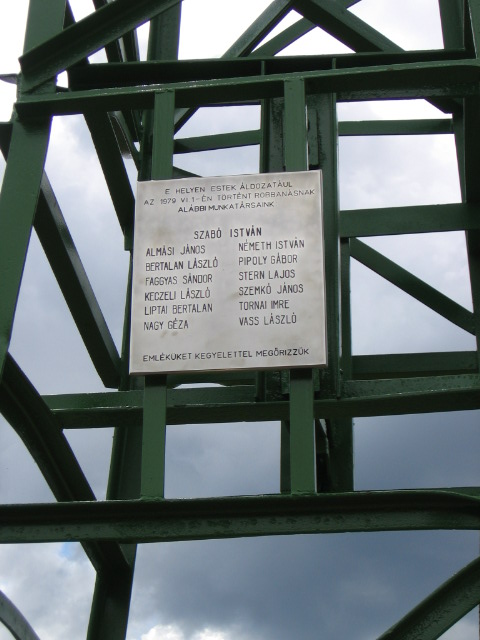 E HELYEN ESTEK ÁLDOZATÁUL
AZ 1979 VI 1-ÉN TÖRTÉNT ROBBANÁSNAK
ALÁBBI MUNKATÁRSAINK
SZABÓ ISTVÁN
ALMÁSI JÁNOS
BERTALAN LÁSZLÓ
FAGGYAS SÁNDOR
KECZELI LÁSZLÓ
LIPTAI BERTALAN
NAGY GÉZA
NÉMETH ISTVÁN
PIPOLY GÁBOR
STERN LAJOS
SZEMKŐ JÁNOS
TORNAI IMRE
VASS LÁSZLÓ
EMLÉKÜKET KEGYELETTEL MEGŐRIZZÜK